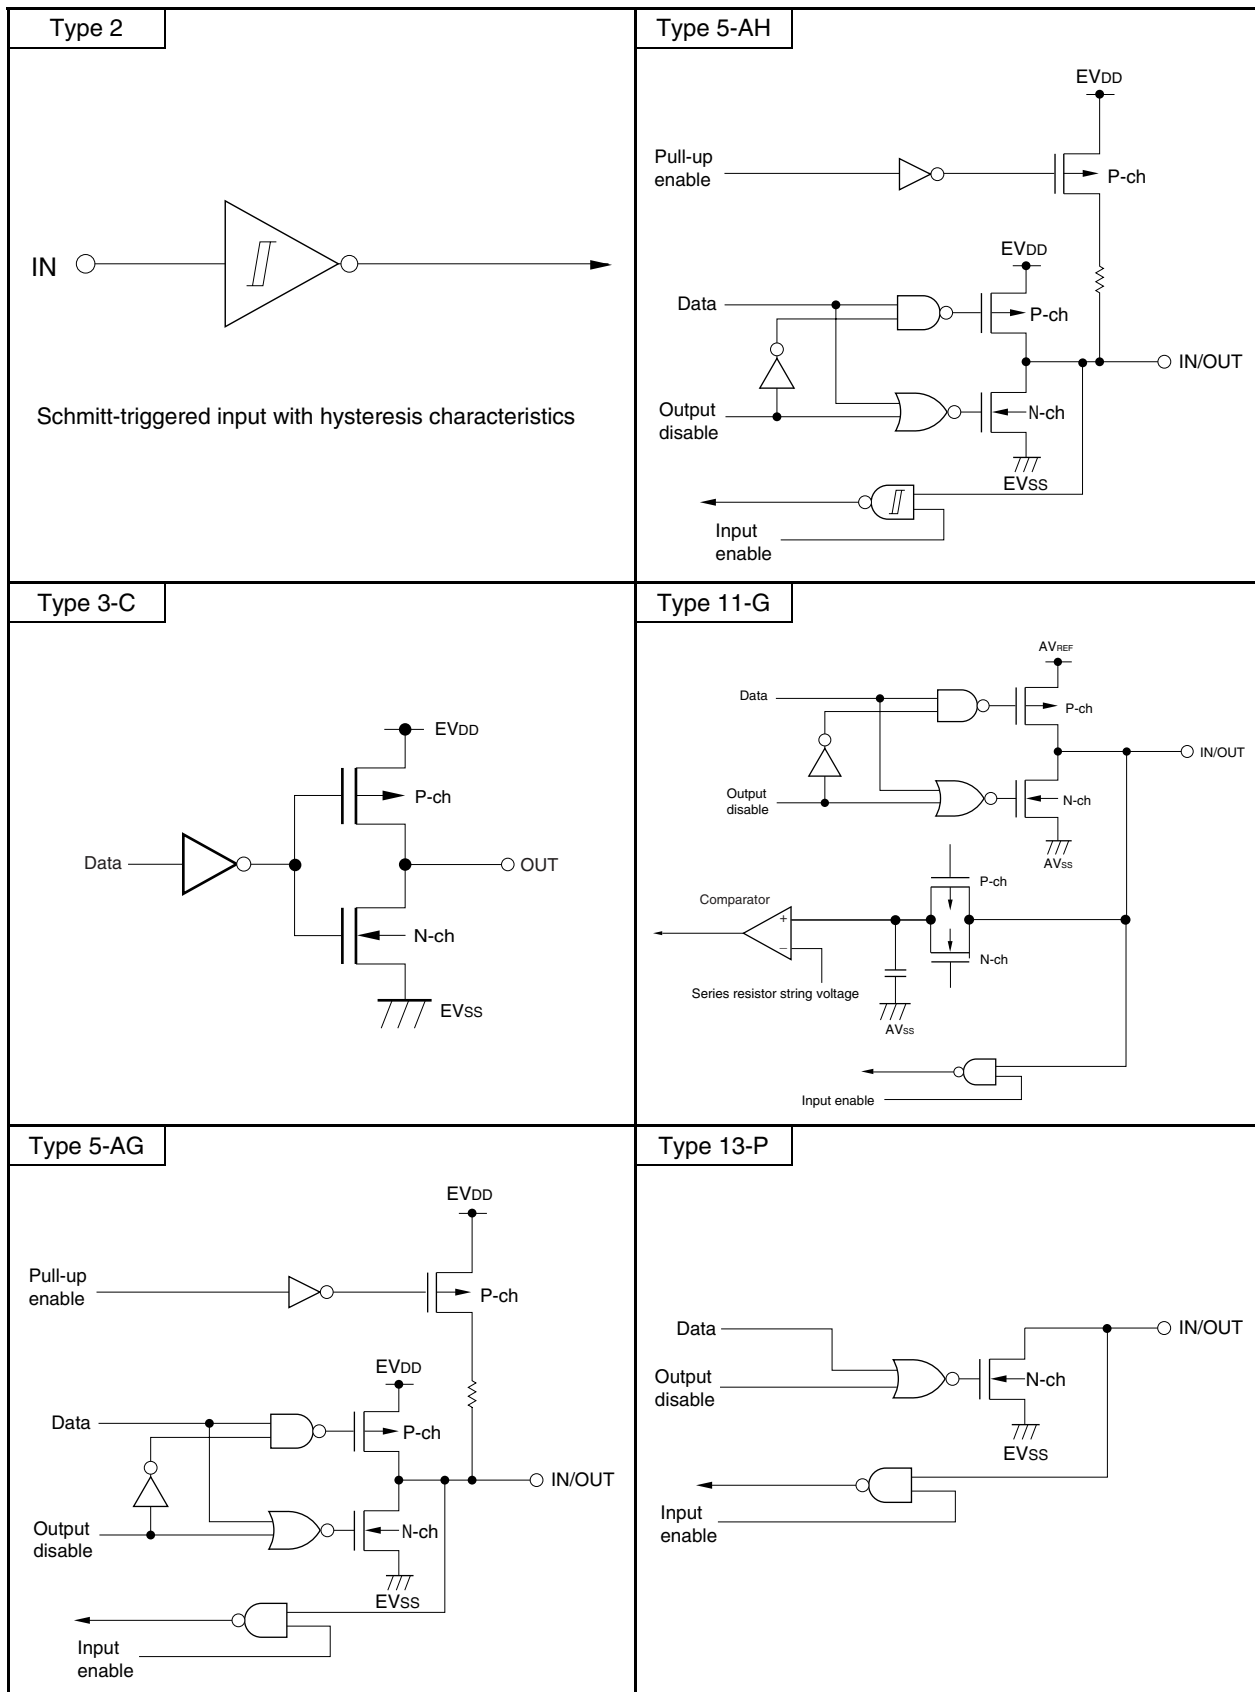 Type 2
IN
Schmitt-triggered input with hysteresis characteristics
Type 5-AH
EVDD
Pull-up
enable
P-ch
EVDD
Data
P-ch
IN/OUT
Output
disable
N-ch
EVSS
Input
enable
Type 3-C
EVDD
P-ch
Data
OUT
N-ch
EVSS
Type 11-G
AVREF
Data
P-ch
IN/OUT
Output
disable
N-ch
AVSS
P-ch
Comparator
+
−
N-ch
Series resistor string voltage
AVSS
Input enable
Type 5-AG
EVDD
Pull-up
enable
P-ch
EVDD
Data
P-ch
IN/OUT
Output
disable
N-ch
EVSS
Input
enable
Type 13-P
Data
IN/OUT
Output
disable
N-ch
EVSS
Input
enable